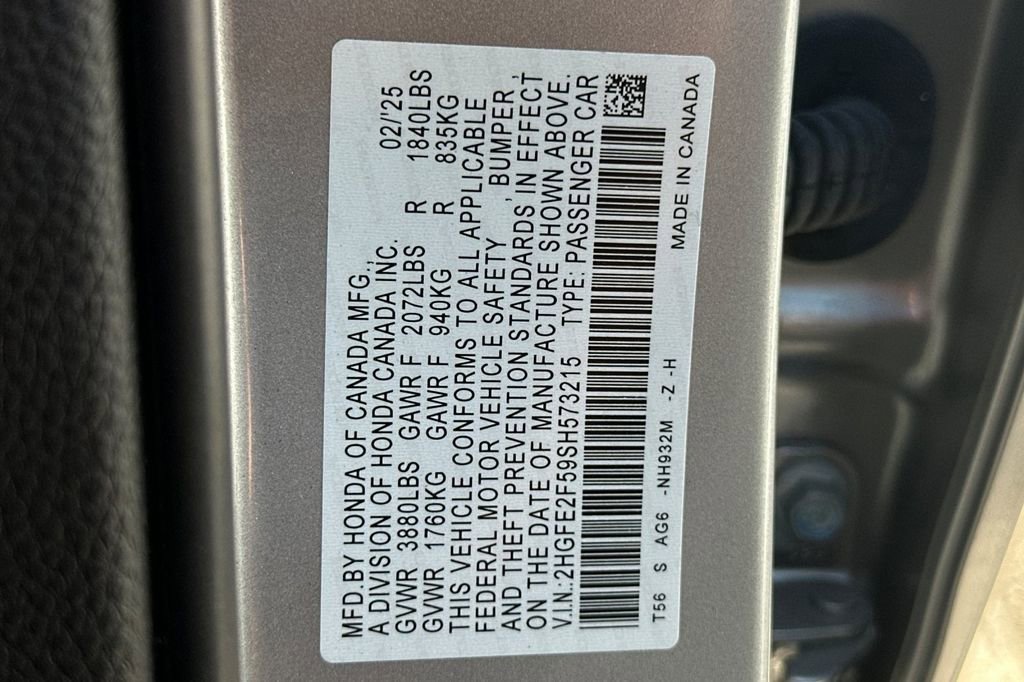 MFD.BY HONDA OF CANADA MFG., 02/'25
A DIVISION OF HONDA CANADA INC.
GVWR 3880LBS GAWR F 2072LBS R 1840LBS
GVWR 1760KG GAWR F 940KG R 835KG
THIS VEHICLE CONFORMS TO ALL APPLICABLE
FEDERAL MOTOR VEHICLE SAFETY , BUMPER ,
AND THEFT PREVENTION STANDARDS IN EFFECT
ON THE DATE OF MANUFACTURE SHOWN ABOVE.
V.I.N.:2HGFE2F59SH573215 TYPE: PASSENGER CAR
T56 S AG6 -NH932M -Z -H
MADE IN CANADA